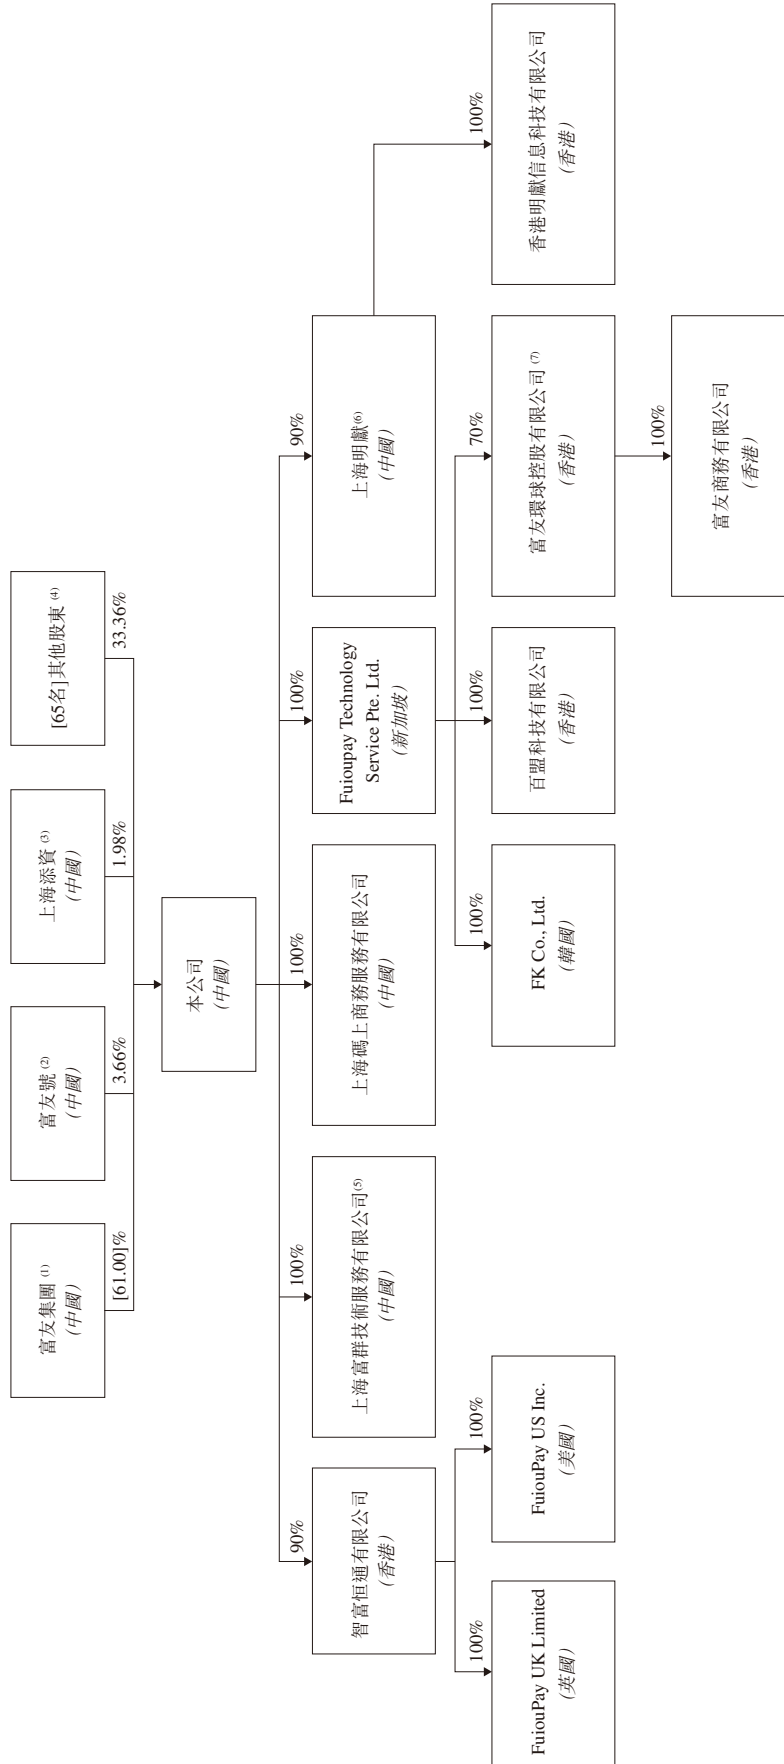 富友集團 (1)
(中國)
富友號 (2)
(中國)
上海添資 (3)
(中國)
[65名]其他股東 (4)
[61.00]%
3.66%
1.98%
33.36%
本公司
(中國)
90%
100%
100%
100%
90%
智富恒通有限公司
(香港)
上海富群技術服務有限公司(5)
(中國)
上海碼上商務服務有限公司
(中國)
Fuioupay Technology
Service Pte. Ltd.
(新加坡)
上海明獻(6)
(中國)
100%
100%
100%
100%
70%
100%
FuiouPay UK Limited
(英國)
FuiouPay US Inc.
(美國)
FK Co., Ltd.
(韓國)
百盟科技有限公司
(香港)
富友環球控股有限公司 (7)
(香港)
香港明獻信息科技有限公司
(香港)
100%
富友商務有限公司
(香港)